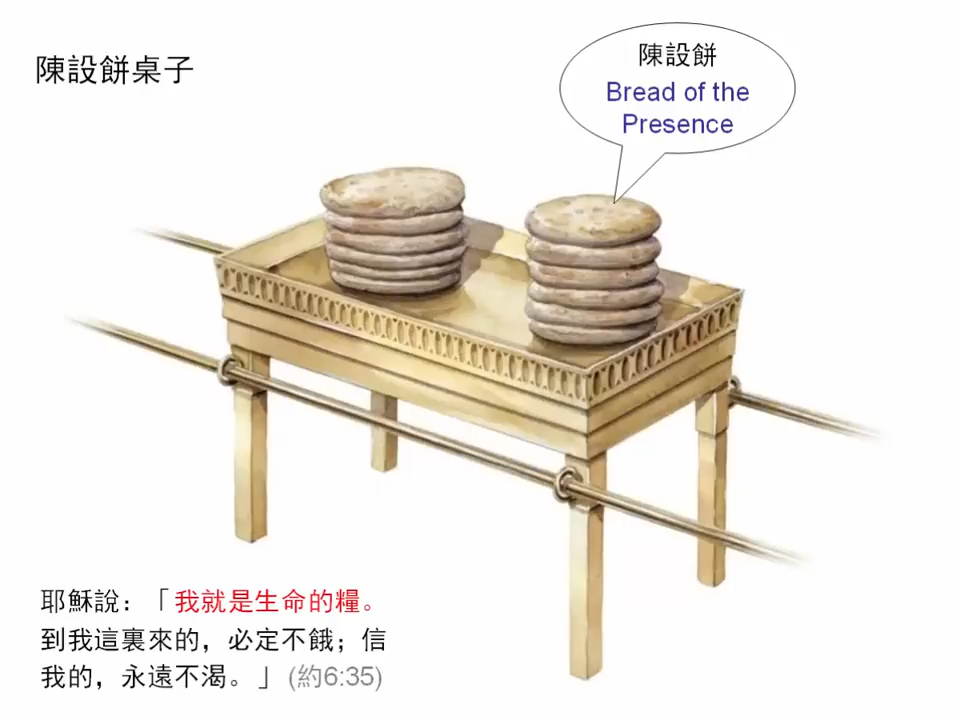 陳設餅桌子
陳設餅
Bread of the
Presence
耶穌說：「我就是生命的糧。
到我這裏來的，必定不餓；信
我的，永遠不渴。」(約6:35)